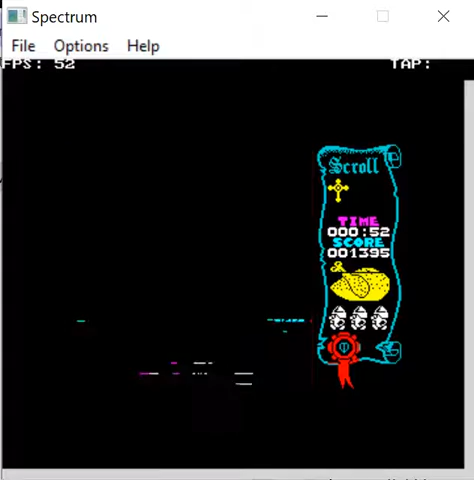 Spectrum
File Options Help
FPS: 52 TAP:
Scroll
TIME
000:52
SCORE
001395